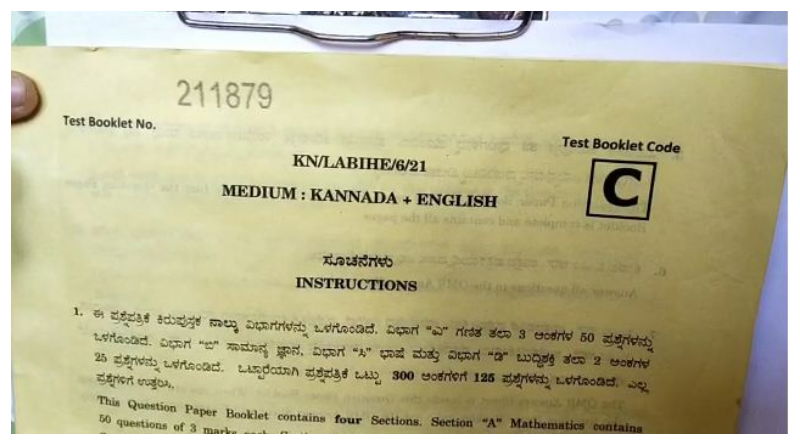 211879
Test Booklet No.
Test Booklet Code
KN/LABIHE/6/21
C
MEDIUM : KANNADA + ENGLISH
ಸೂಚನೆಗಳು
INSTRUCTIONS
1. ಈ ಪ್ರಶ್ನೆಪತ್ರಿಕೆ ಕಿರುಪುಸ್ತಕ ನಾಲ್ಕು ವಿಭಾಗಗಳನ್ನು ಒಳಗೊಂಡಿದೆ. ವಿಭಾಗ "ಎ" ಗಣಿತ ತಲಾ 3 ಅಂಕಗಳ 50 ಪ್ರಶ್ನೆಗಳನ್ನು
ಒಳಗೊಂಡಿದೆ. ವಿಭಾಗ "ಬಿ" ಸಾಮಾನ್ಯ ಜ್ಞಾನ, ವಿಭಾಗ "ಸಿ" ಭಾಷೆ ಮತ್ತು ವಿಭಾಗ "ಡಿ" ಬುದ್ಧಿಶಕ್ತಿ ತಲಾ 2 ಅಂಕಗಳ
25 ಪ್ರಶ್ನೆಗಳನ್ನು ಒಳಗೊಂಡಿದೆ. ಒಟ್ಟಾರೆಯಾಗಿ ಪ್ರಶ್ನೆಪತ್ರಿಕೆ ಒಟ್ಟು 300 ಅಂಕಗಳಿಗೆ 125 ಪ್ರಶ್ನೆಗಳನ್ನು ಒಳಗೊಂಡಿದೆ. ಎಲ್ಲ
ಪ್ರಶ್ನೆಗಳಿಗೆ ಉತ್ತರಿಸಿ.
This Question Paper Booklet contains four Sections. Section "A" Mathematics contains
50 questions of 3 marks